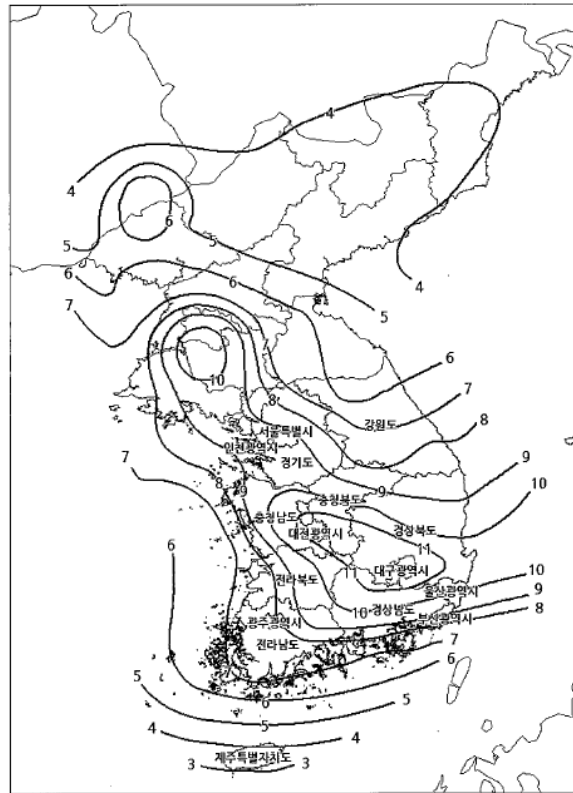 4
4
6
5 5
6 6 4
7 5
6
10
8 7
강원도 8
서울특별시
인천광역시
7 경기도 9
8 9 9 10
충청북도
충청남도
대전광역시 경상북도
6 11
11 대구광역시 10
전라북도
울산광역시 9
10 경상남도 8
광주광역시 부산광역시
전라남도 7
6
5
6 5
5
4 4
제주특별자치도
3 3